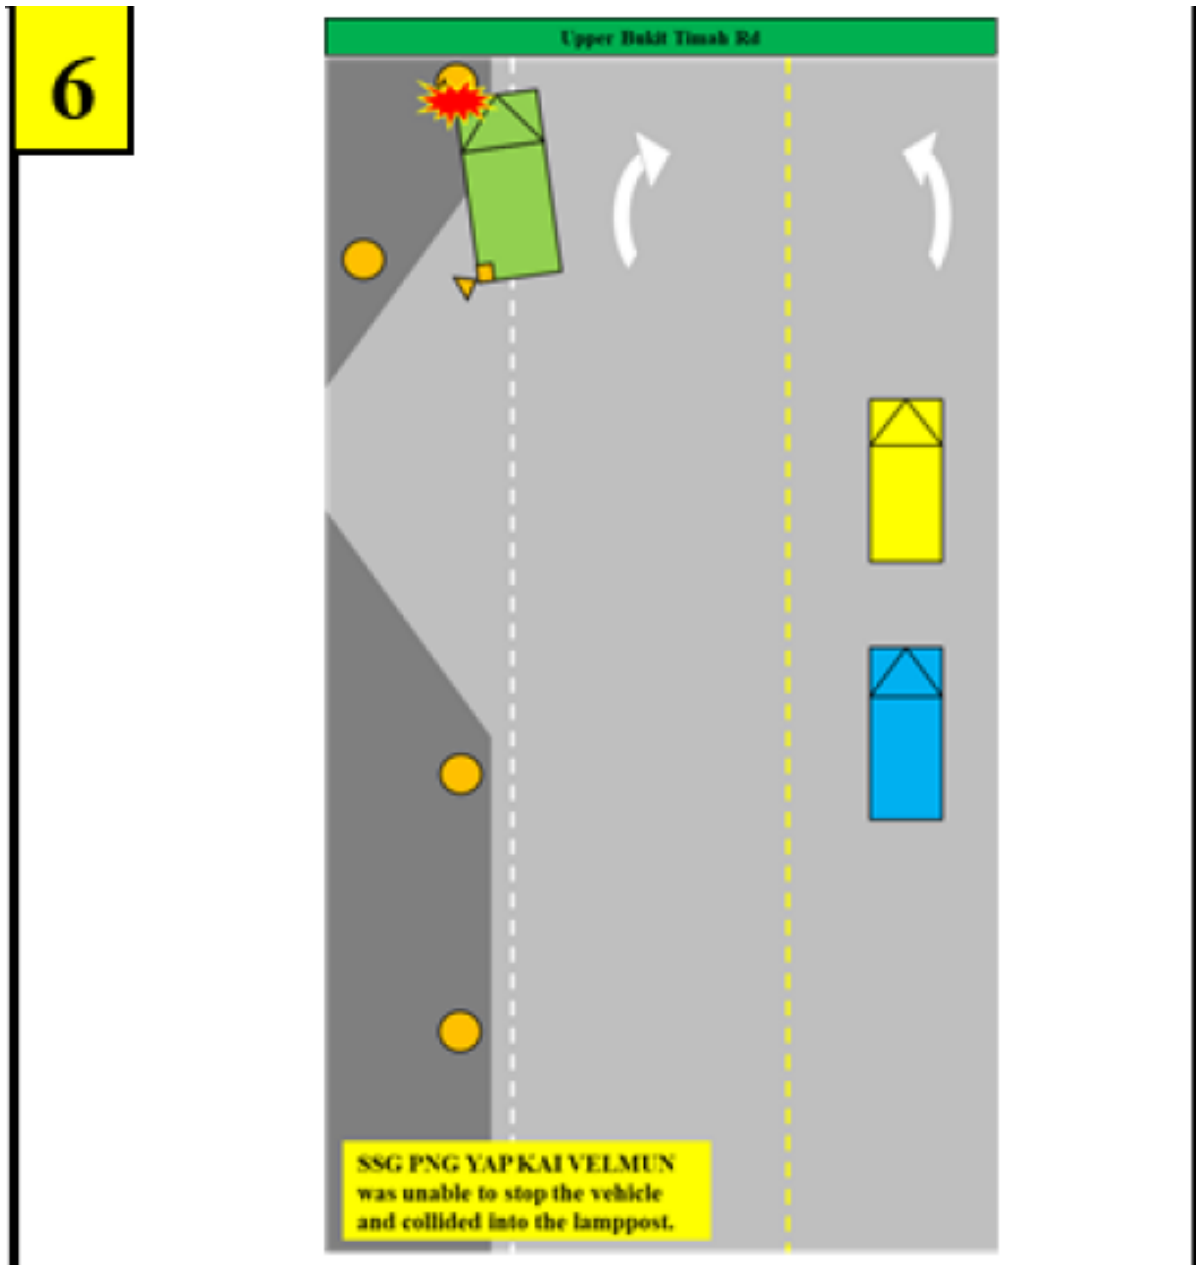 6
Upper Bukit Timah Rd
SSG PNG YAP KAI VELMUN
was unable to stop the vehicle
and collided into the lamppost.